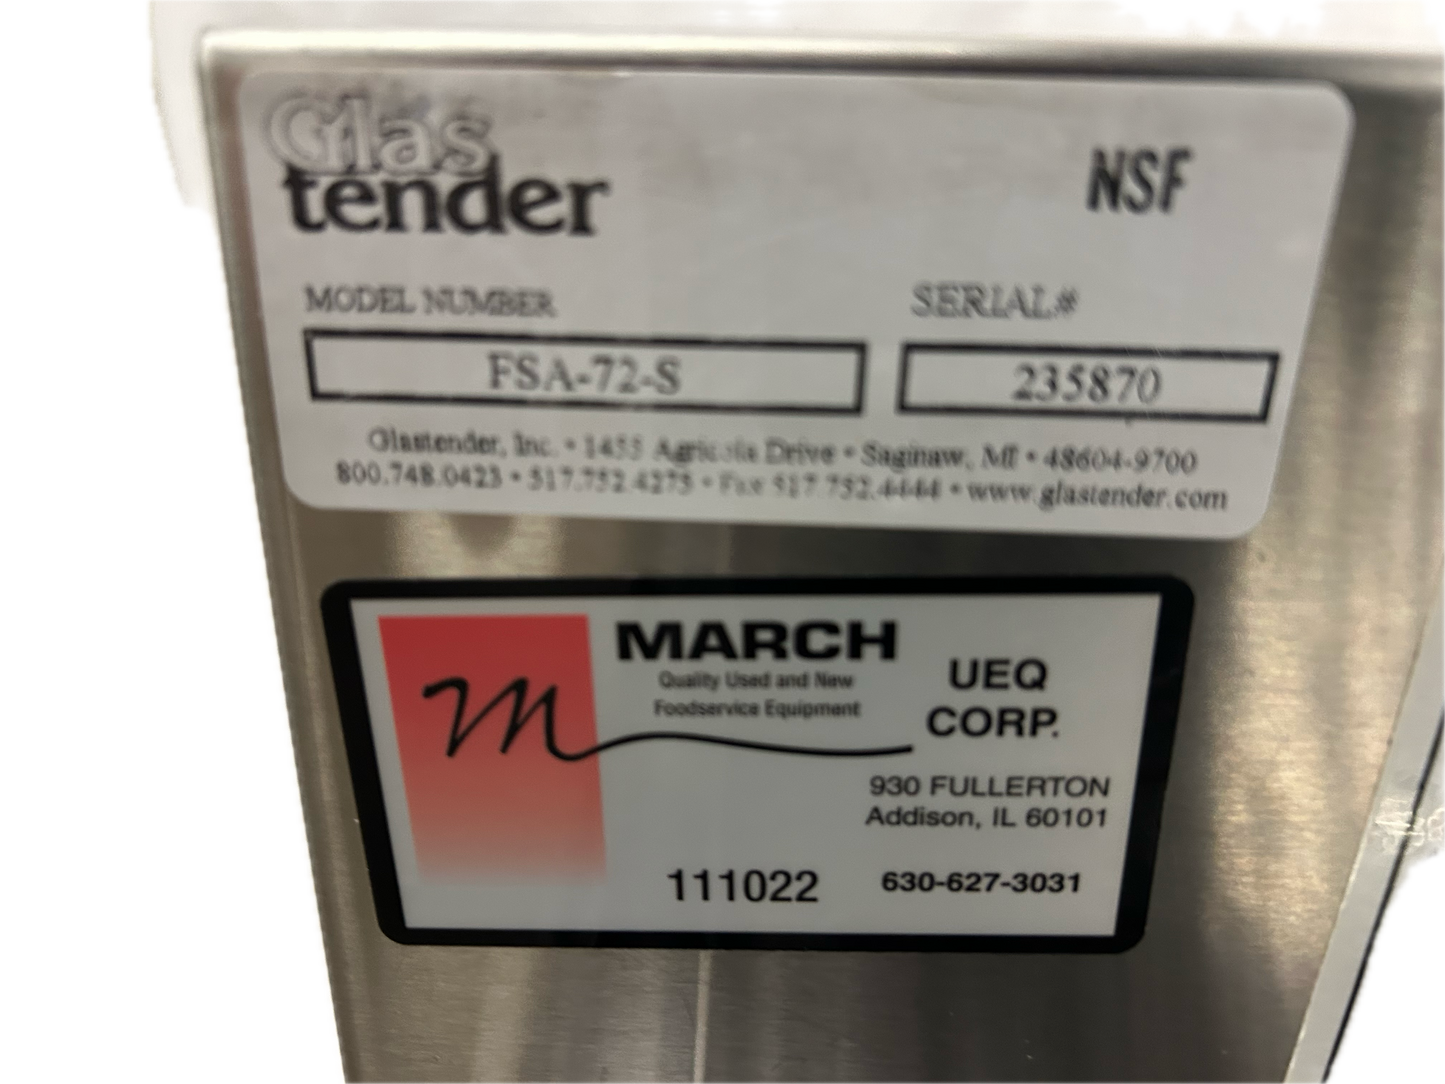 Glas
tender
NSF
MODEL NUMBER
SERIAL#
FSA-72-S
235870
Glastender, Inc. • 1455 Agricola Drive • Saginaw, MI • 48604-9700
800.748.0423 • 517.752.4275 • Fax 517.752.4444 • www.glastender.com
m
MARCH
Quality Used and New
Foodservice Equipment
UEQ
CORP.
930 FULLERTON
Addison, IL 60101
111022
630-627-3031